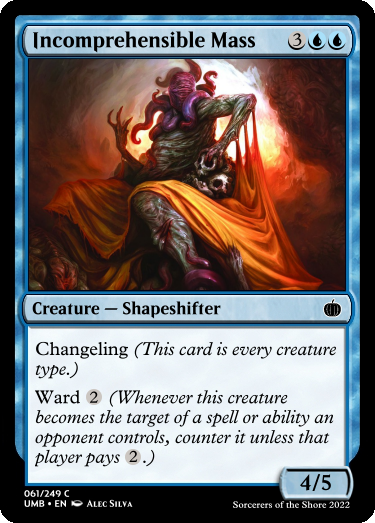 Incomprehensible Mass 3
Creature — Shapeshifter
Changeling (This card is every creature
type.)
Ward 2 (Whenever this creature
becomes the target of a spell or ability an
opponent controls, counter it unless that
player pays 2.)
4/5
061/249 C
UMB • EN Alec Silva
Sorcerers of the Shore 2022